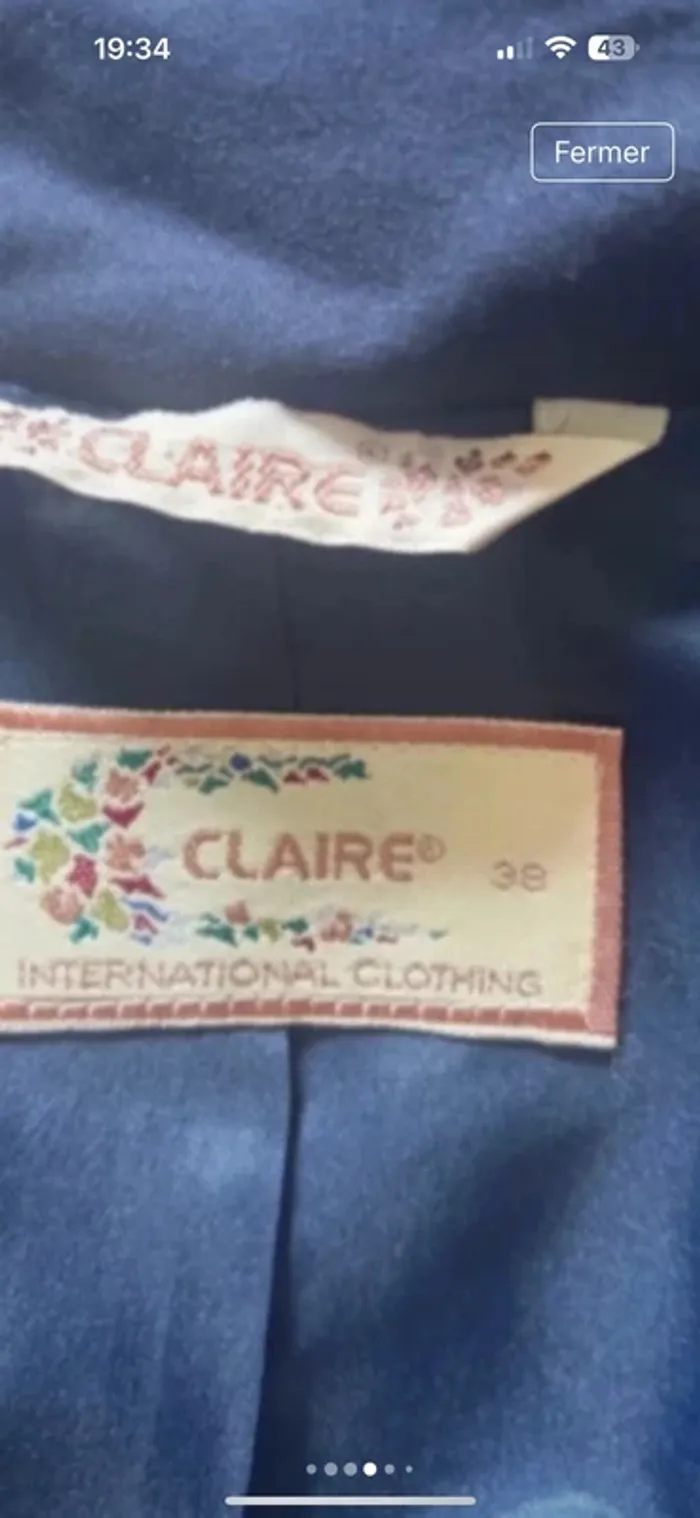 19:34
43
Fermer
CLAIRE
CLAIRE®
38
INTERNATIONAL CLOTHING